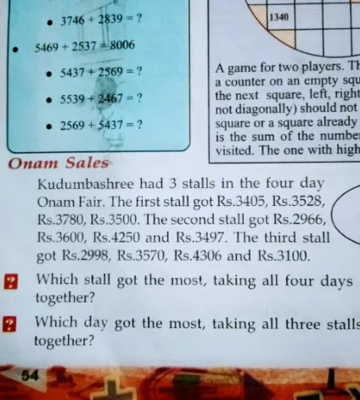 • 3746 + 2839 = ?
• 5469 + 2537 = 8006
• 5437 + 2569 = ?
• 5539 + 2467 = ?
• 2569 + 5437 = ?
1340
A game for two players.
a counter on an empty
the next square, left, right
not diagonally) should not
square or a square already
is the sum of the
visited. The one with
Onam Sales
Kudumbashree had 3 stalls in the four day
Onam Fair. The first stall got Rs.3405, Rs.3528,
Rs.3780, Rs.3500. The second stall got Rs.2966,
Rs.3600, Rs.4250 and Rs.3497. The third stall
got Rs.2998, Rs.3570, Rs.4306 and Rs.3100.
? Which stall got the most, taking all four days
together?
? Which day got the most, taking all three stalls
together?
54